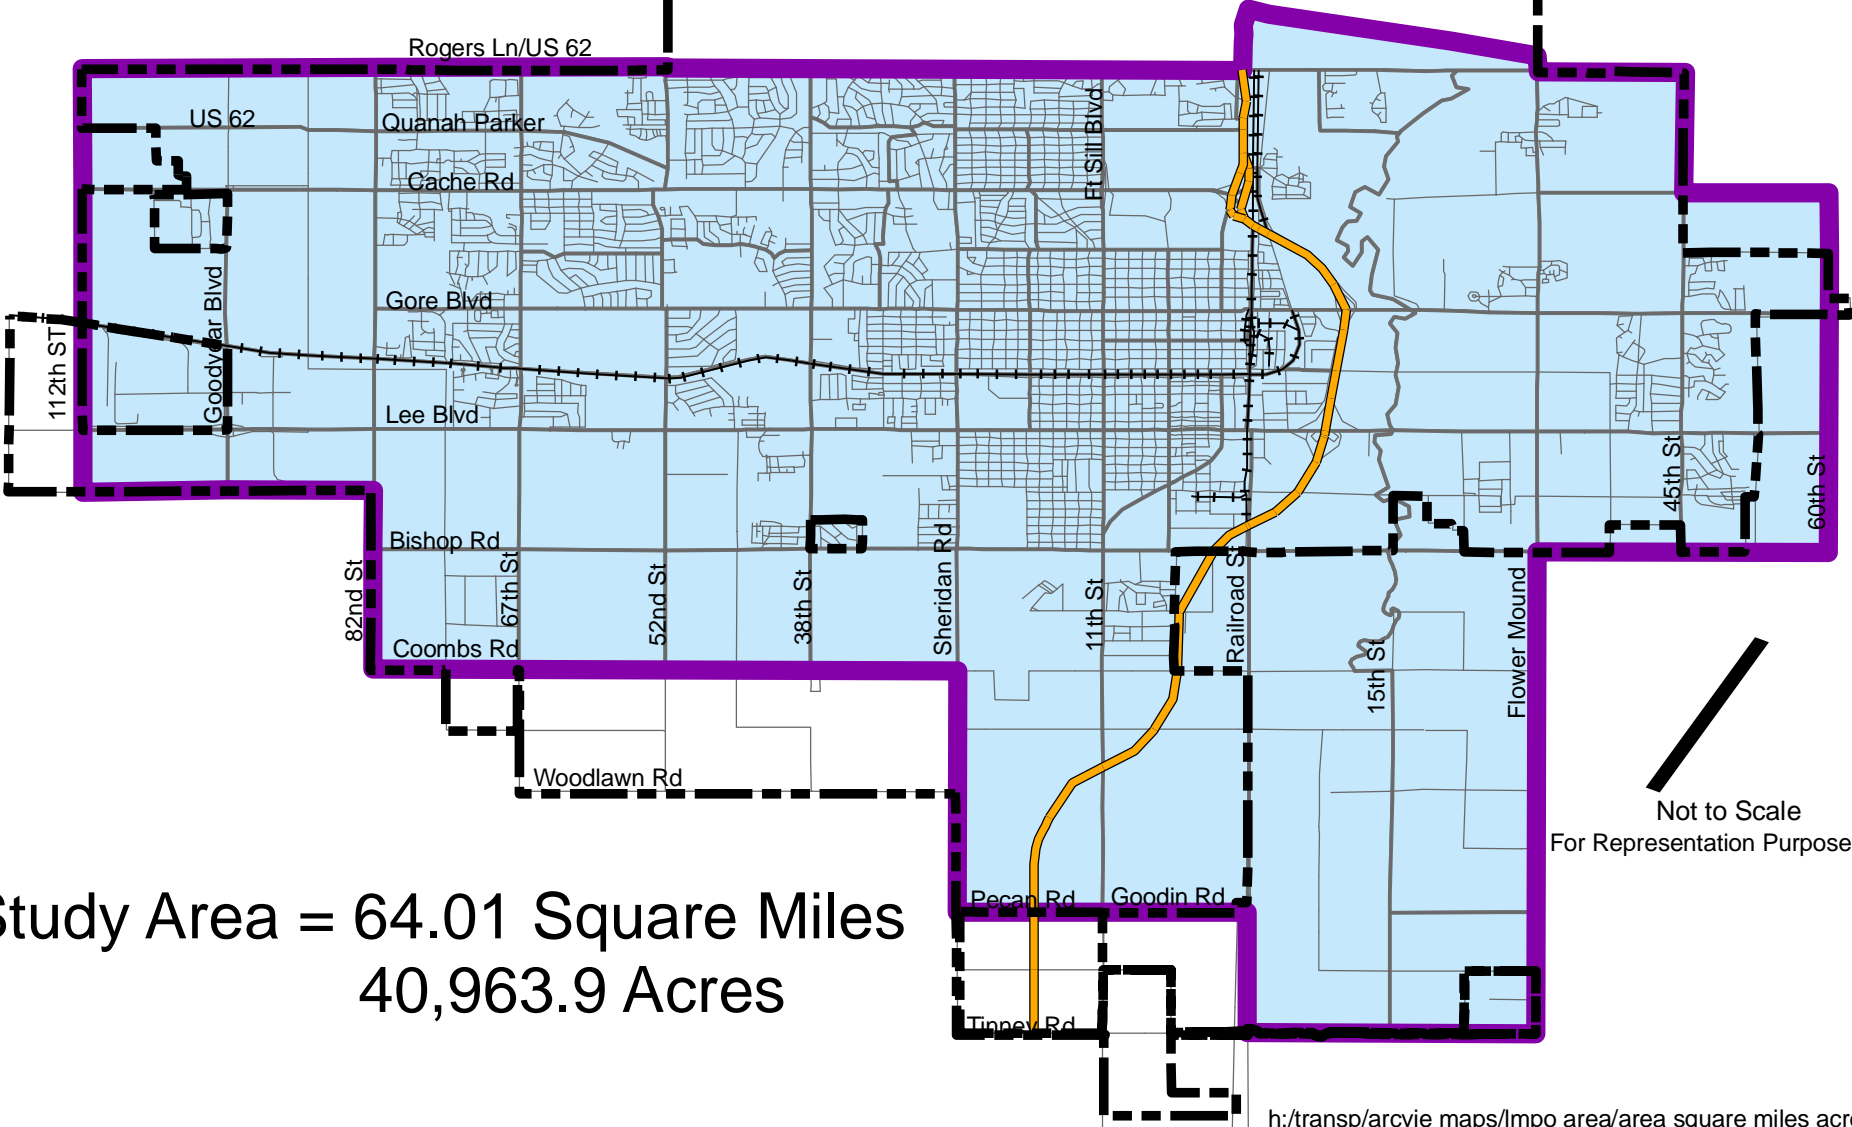 Rogers Ln/US 62
US 62
Quanah Parker
Ft Sill Blvd
Cache Rd
Goodyear Blvd
Gore Blvd
112th ST
Lee Blvd
45th St
60th St
Bishop Rd
82nd St
67th St
52nd St
38th St
Sheridan Rd
11th St
Railroad St
15th St
Flower Mound
Coombs Rd
Woodlawn Rd
Not to Scale
For Representation Purpose
Pecan Rd
Goodin Rd
Study Area = 64.01 Square Miles
40,963.9 Acres
Tinney Rd
h:/transp/arcvie maps/lmpo area/area square miles acre